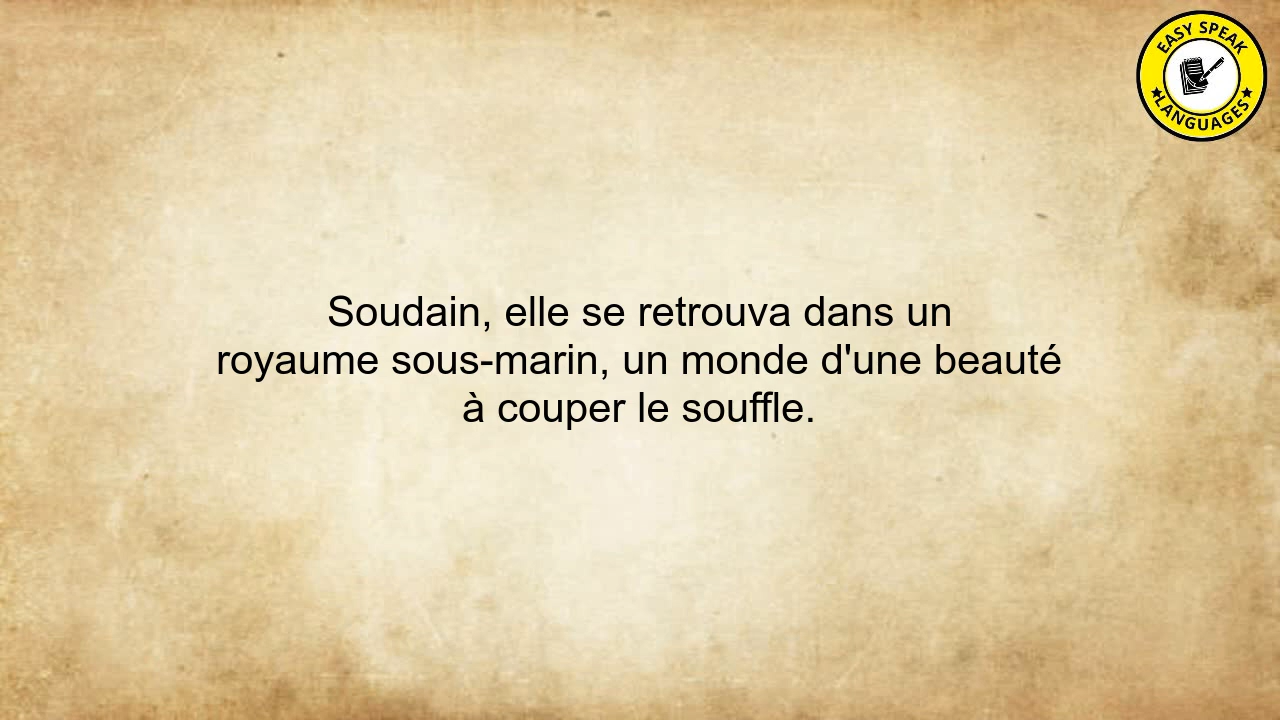 EASY SPEAK
LANGUAGES
Soudain, elle se retrouva dans un
royaume sous-marin, un monde d'une beauté
à couper le souffle.